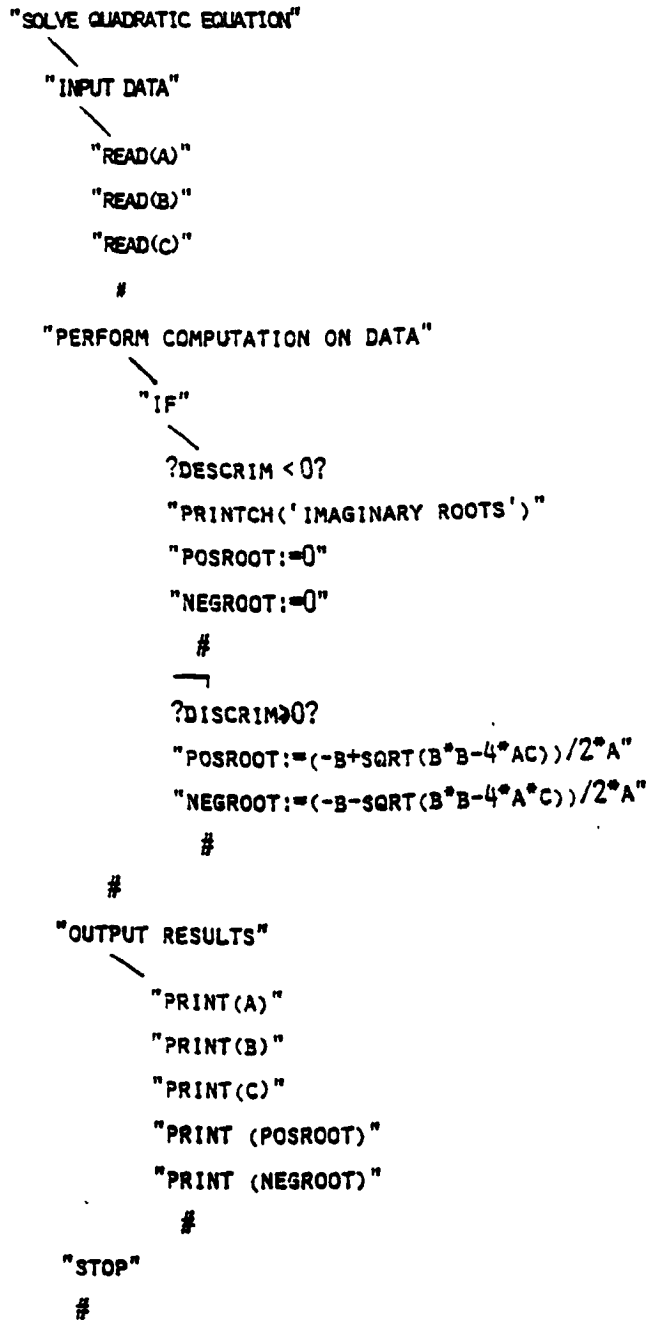 "SOLVE QUADRATIC EQUATION"
"INPUT DATA"
"READ(A)"
"READ(B)"
"READ(C)"
#
"PERFORM COMPUTATION ON DATA"
"IF"
?DESCRIM < 0?
"PRINTCH('IMAGINARY ROOTS')"
"POSROOT:=0"
"NEGROOT:=0"
#
?DISCRIM≥0?
"POSROOT:=(-B+SQRT(B*B-4*AC))/2*A"
"NEGROOT:=(-B-SQRT(B*B-4*A*C))/2*A"
#
#
"OUTPUT RESULTS"
"PRINT(A)"
"PRINT(B)"
"PRINT(C)"
"PRINT (POSROOT)"
"PRINT (NEGROOT)"
#
"STOP"
#